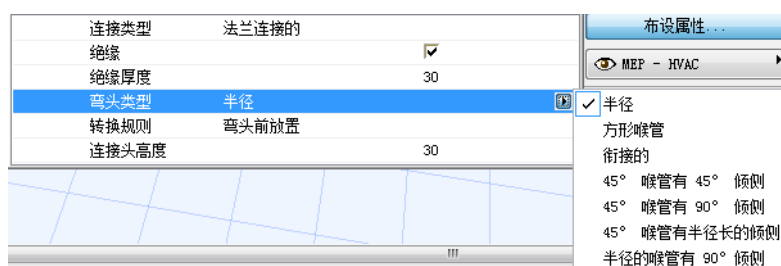 连接类型 法兰连接的
绝缘
绝缘厚度 30
弯头类型 半径
转换规则 弯头前放置
连接头高度 30
布设属性...
MEP - HVAC
半径
方形喉管
衔接的
45° 喉管有 45° 倾侧
45° 喉管有 90° 倾侧
45° 喉管有半径长的倾侧
半径的喉管有 90° 倾侧